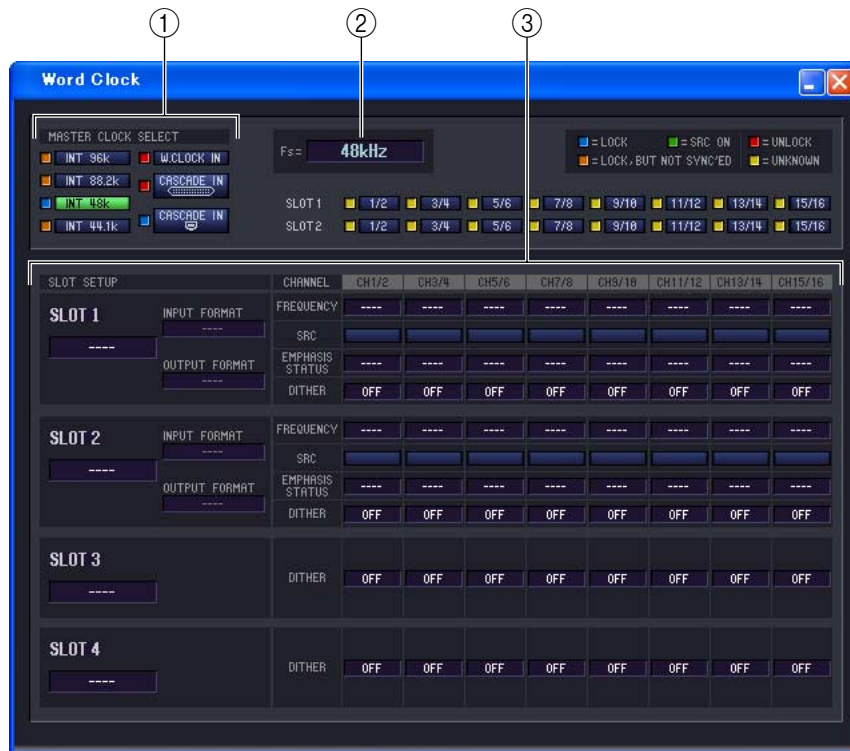 ① ② ③
Word Clock
MASTER CLOCK SELECT
INT 96k W.CLOCK IN
INT 88.2k CASCADE IN
INT 48k
INT 44.1k CASCADE IN
Fs= 48kHz
=LOCK =SRC ON =UNLOCK
=LOCK, BUT NOT SYNC'ED =UNKNOWN
SLOT1 1/2 3/4 5/6 7/8 9/10 11/12 13/14 15/16
SLOT2 1/2 3/4 5/6 7/8 9/10 11/12 13/14 15/16
SLOT SETUP CHANNEL CH1/2 CH3/4 CH5/6 CH7/8 CH9/10 CH11/12 CH13/14 CH15/16
SLOT 1 INPUT FORMAT FREQUENCY ---- ---- ---- ---- ---- ---- ---- ----
---- ---- SRC
OUTPUT FORMAT EMPHASIS STATUS ---- ---- ---- ---- ---- ---- ---- ----
---- DITHER OFF OFF OFF OFF OFF OFF OFF OFF
SLOT 2 INPUT FORMAT FREQUENCY ---- ---- ---- ---- ---- ---- ---- ----
---- ---- SRC
OUTPUT FORMAT EMPHASIS STATUS ---- ---- ---- ---- ---- ---- ---- ----
---- DITHER OFF OFF OFF OFF OFF OFF OFF OFF
SLOT 3
---- DITHER OFF OFF OFF OFF OFF OFF OFF OFF
SLOT 4
---- DITHER OFF OFF OFF OFF OFF OFF OFF OFF